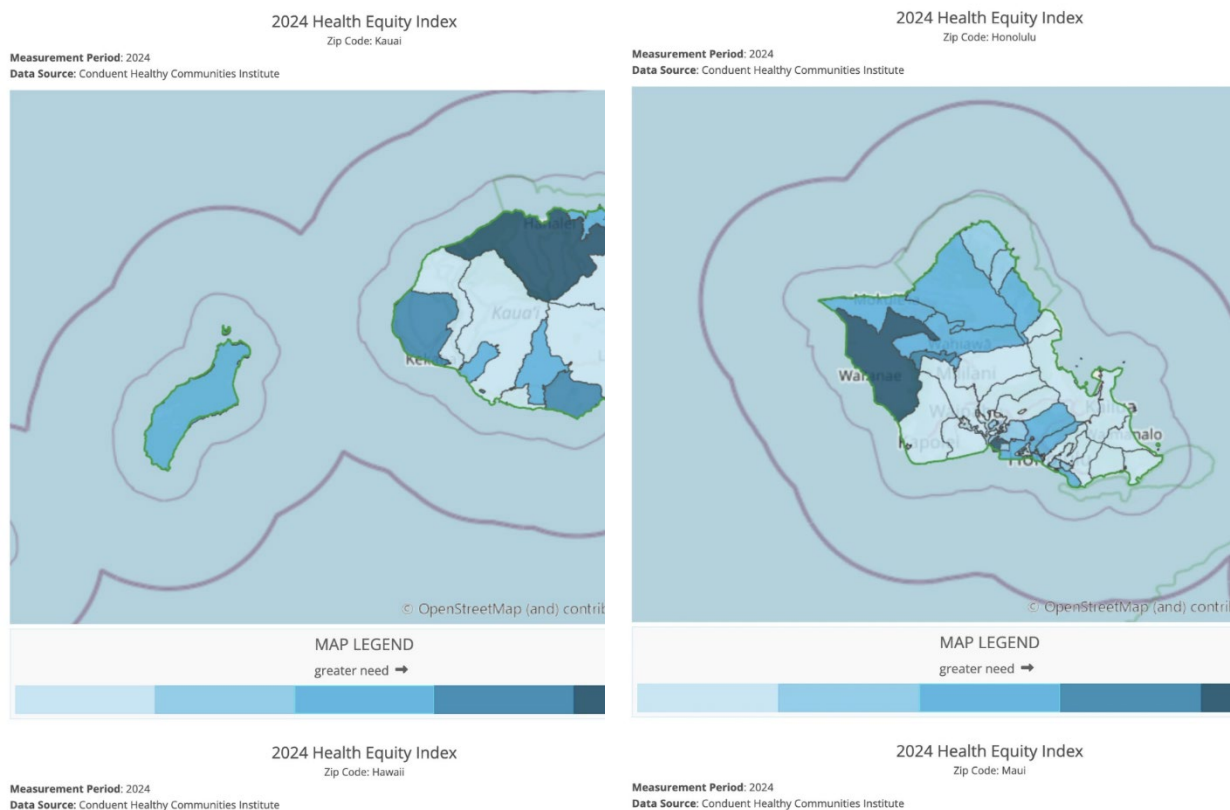 2024 Health Equity Index
Zip Code: Kauai
Measurement Period: 2024
Data Source: Conduent Healthy Communities Institute
Hanalei
Kaua'i
© OpenStreetMap (and) contrib
MAP LEGEND
greater need →
2024 Health Equity Index
Zip Code: Honolulu
Measurement Period: 2024
Data Source: Conduent Healthy Communities Institute
Wahiawā
Waianae
Mililani
Kailua
Kapolei
© OpenStreetMap (and) contri
MAP LEGEND
greater need →
2024 Health Equity Index
Zip Code: Hawaii
Measurement Period: 2024
Data Source: Conduent Healthy Communities Institute
2024 Health Equity Index
Zip Code: Maui
Measurement Period: 2024
Data Source: Conduent Healthy Communities Institute